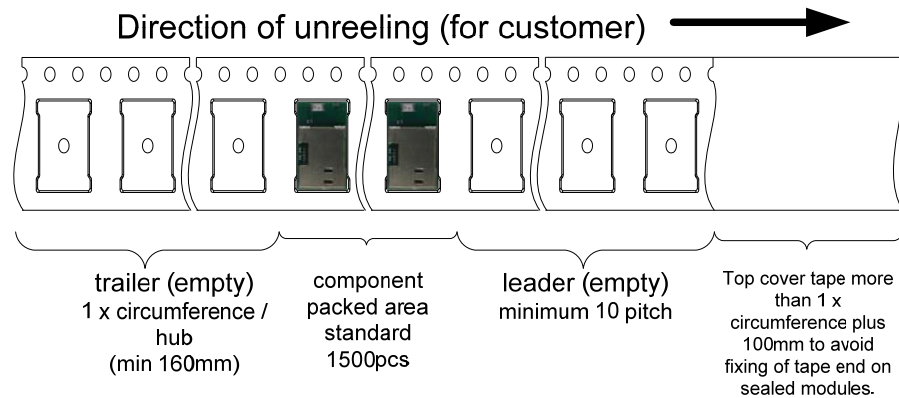 Direction of unreeling (for customer)
trailer (empty)
1 x circumference /
hub
(min 160mm)
component
packed area
standard
1500pcs
leader (empty)
minimum 10 pitch
Top cover tape more
than 1 x
circumference plus
100mm to avoid
fixing of tape end on
sealed modules.